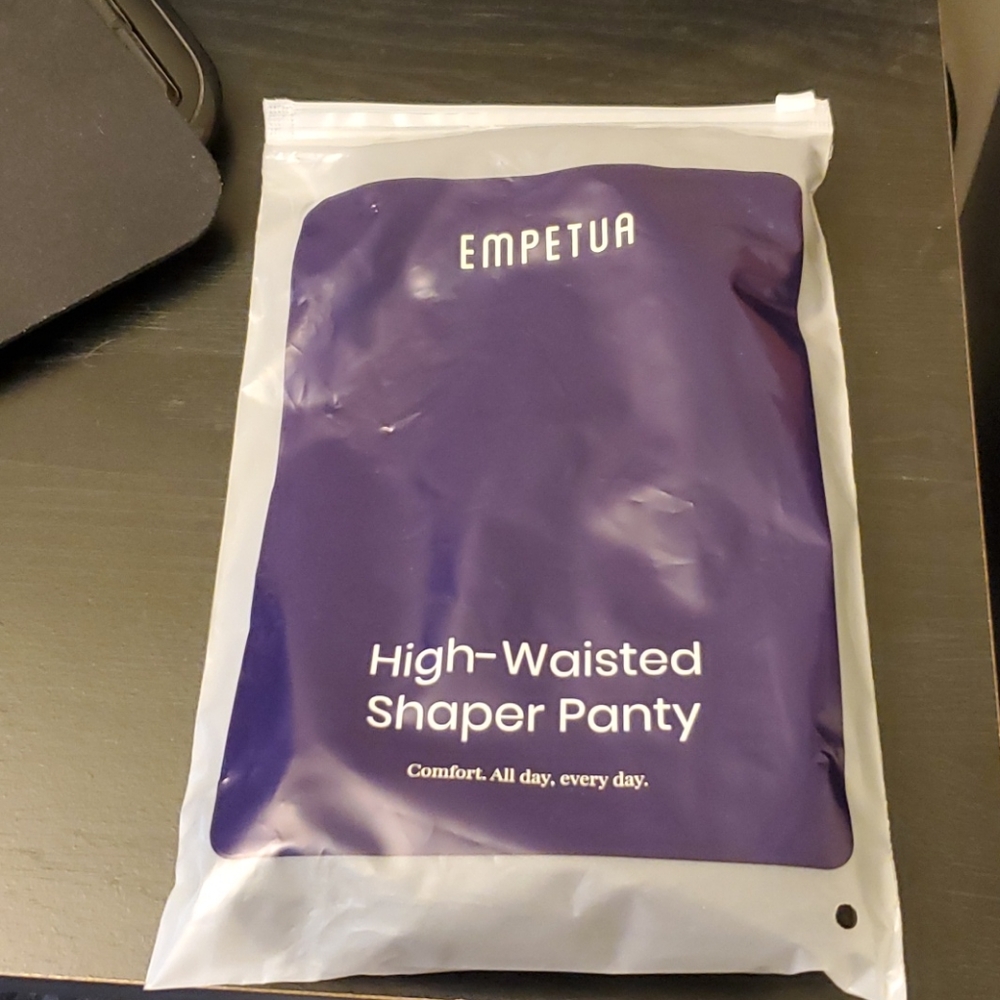 EMPETUA
High-Waisted
Shaper Panty
Comfort. All day, every day.